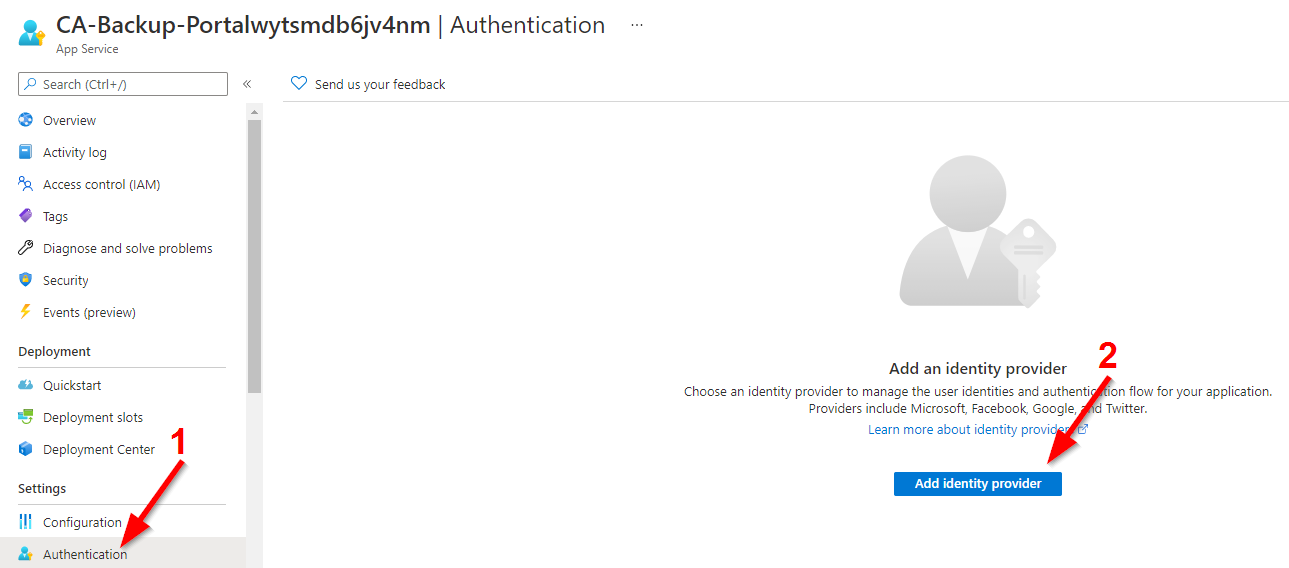 CA-Backup-Portalwytsmdb6jv4nm | Authentication ...
App Service
Search (Ctrl+/)
«
Send us your feedback
Overview
Activity log
Access control (IAM)
Tags
Diagnose and solve problems
Security
Events (preview)
Deployment
Quickstart
Deployment slots
Deployment Center
1
Settings
Configuration
Authentication
Add an identity provider
2
Choose an identity provider to manage the user identities and authentication flow for your application.
Providers include Microsoft, Facebook, Google, and Twitter.
Learn more about identity providers
Add identity provider